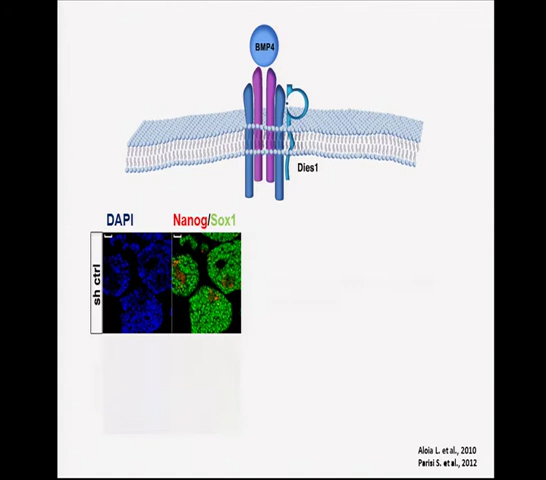 BMP4
Dies1
DAPI Nanog/Sox1
sh ctrl
Aloia L. et al., 2010
Parisi S. et al., 2012